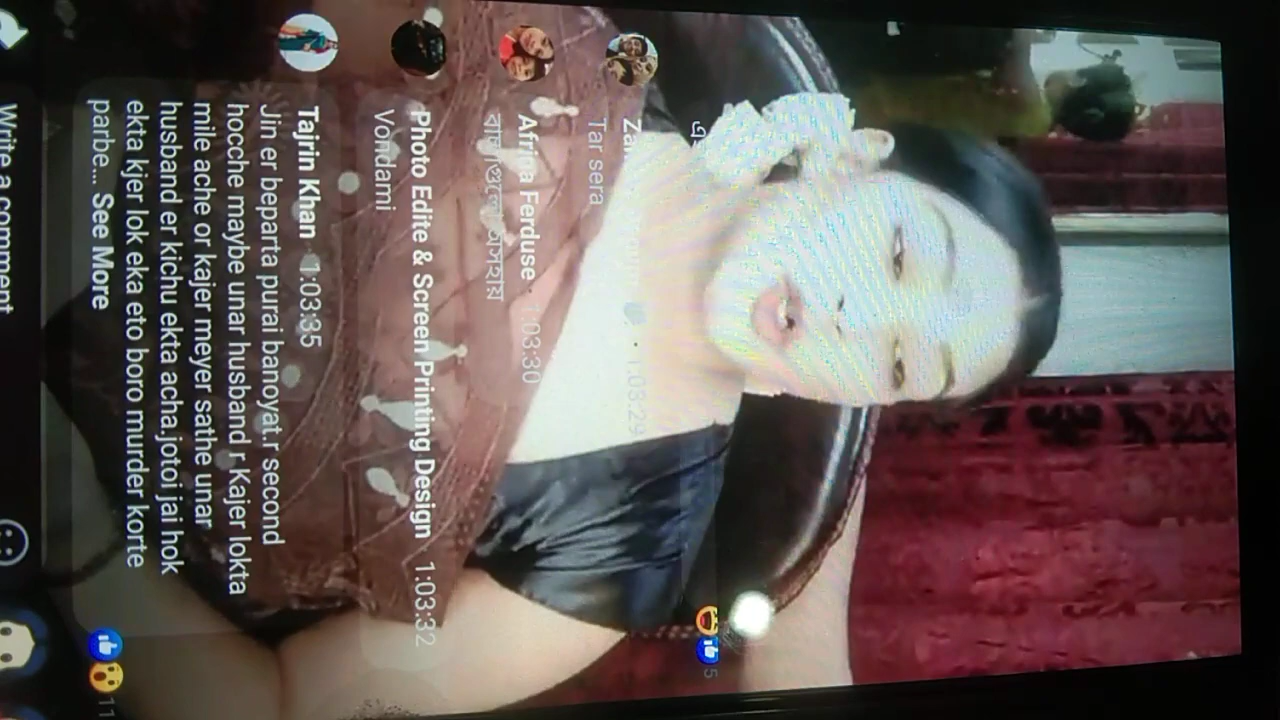 Tar sera
Afrija Ferduse · 1:03:30
Photo Edite & Screen Printing Design 1:03:32
Vondami
Tajrin Khan · 1:03:35
Jin er beparta purai banoyat.r second
hocche maybe unar husband r Kajer lokta
mile ache or kajer meyer sathe unar
husband er kichu ekta acha.jotoi jai hok
ekta kjer lok eka eto boro murder korte
parbe... See More
11
5
Write a comment